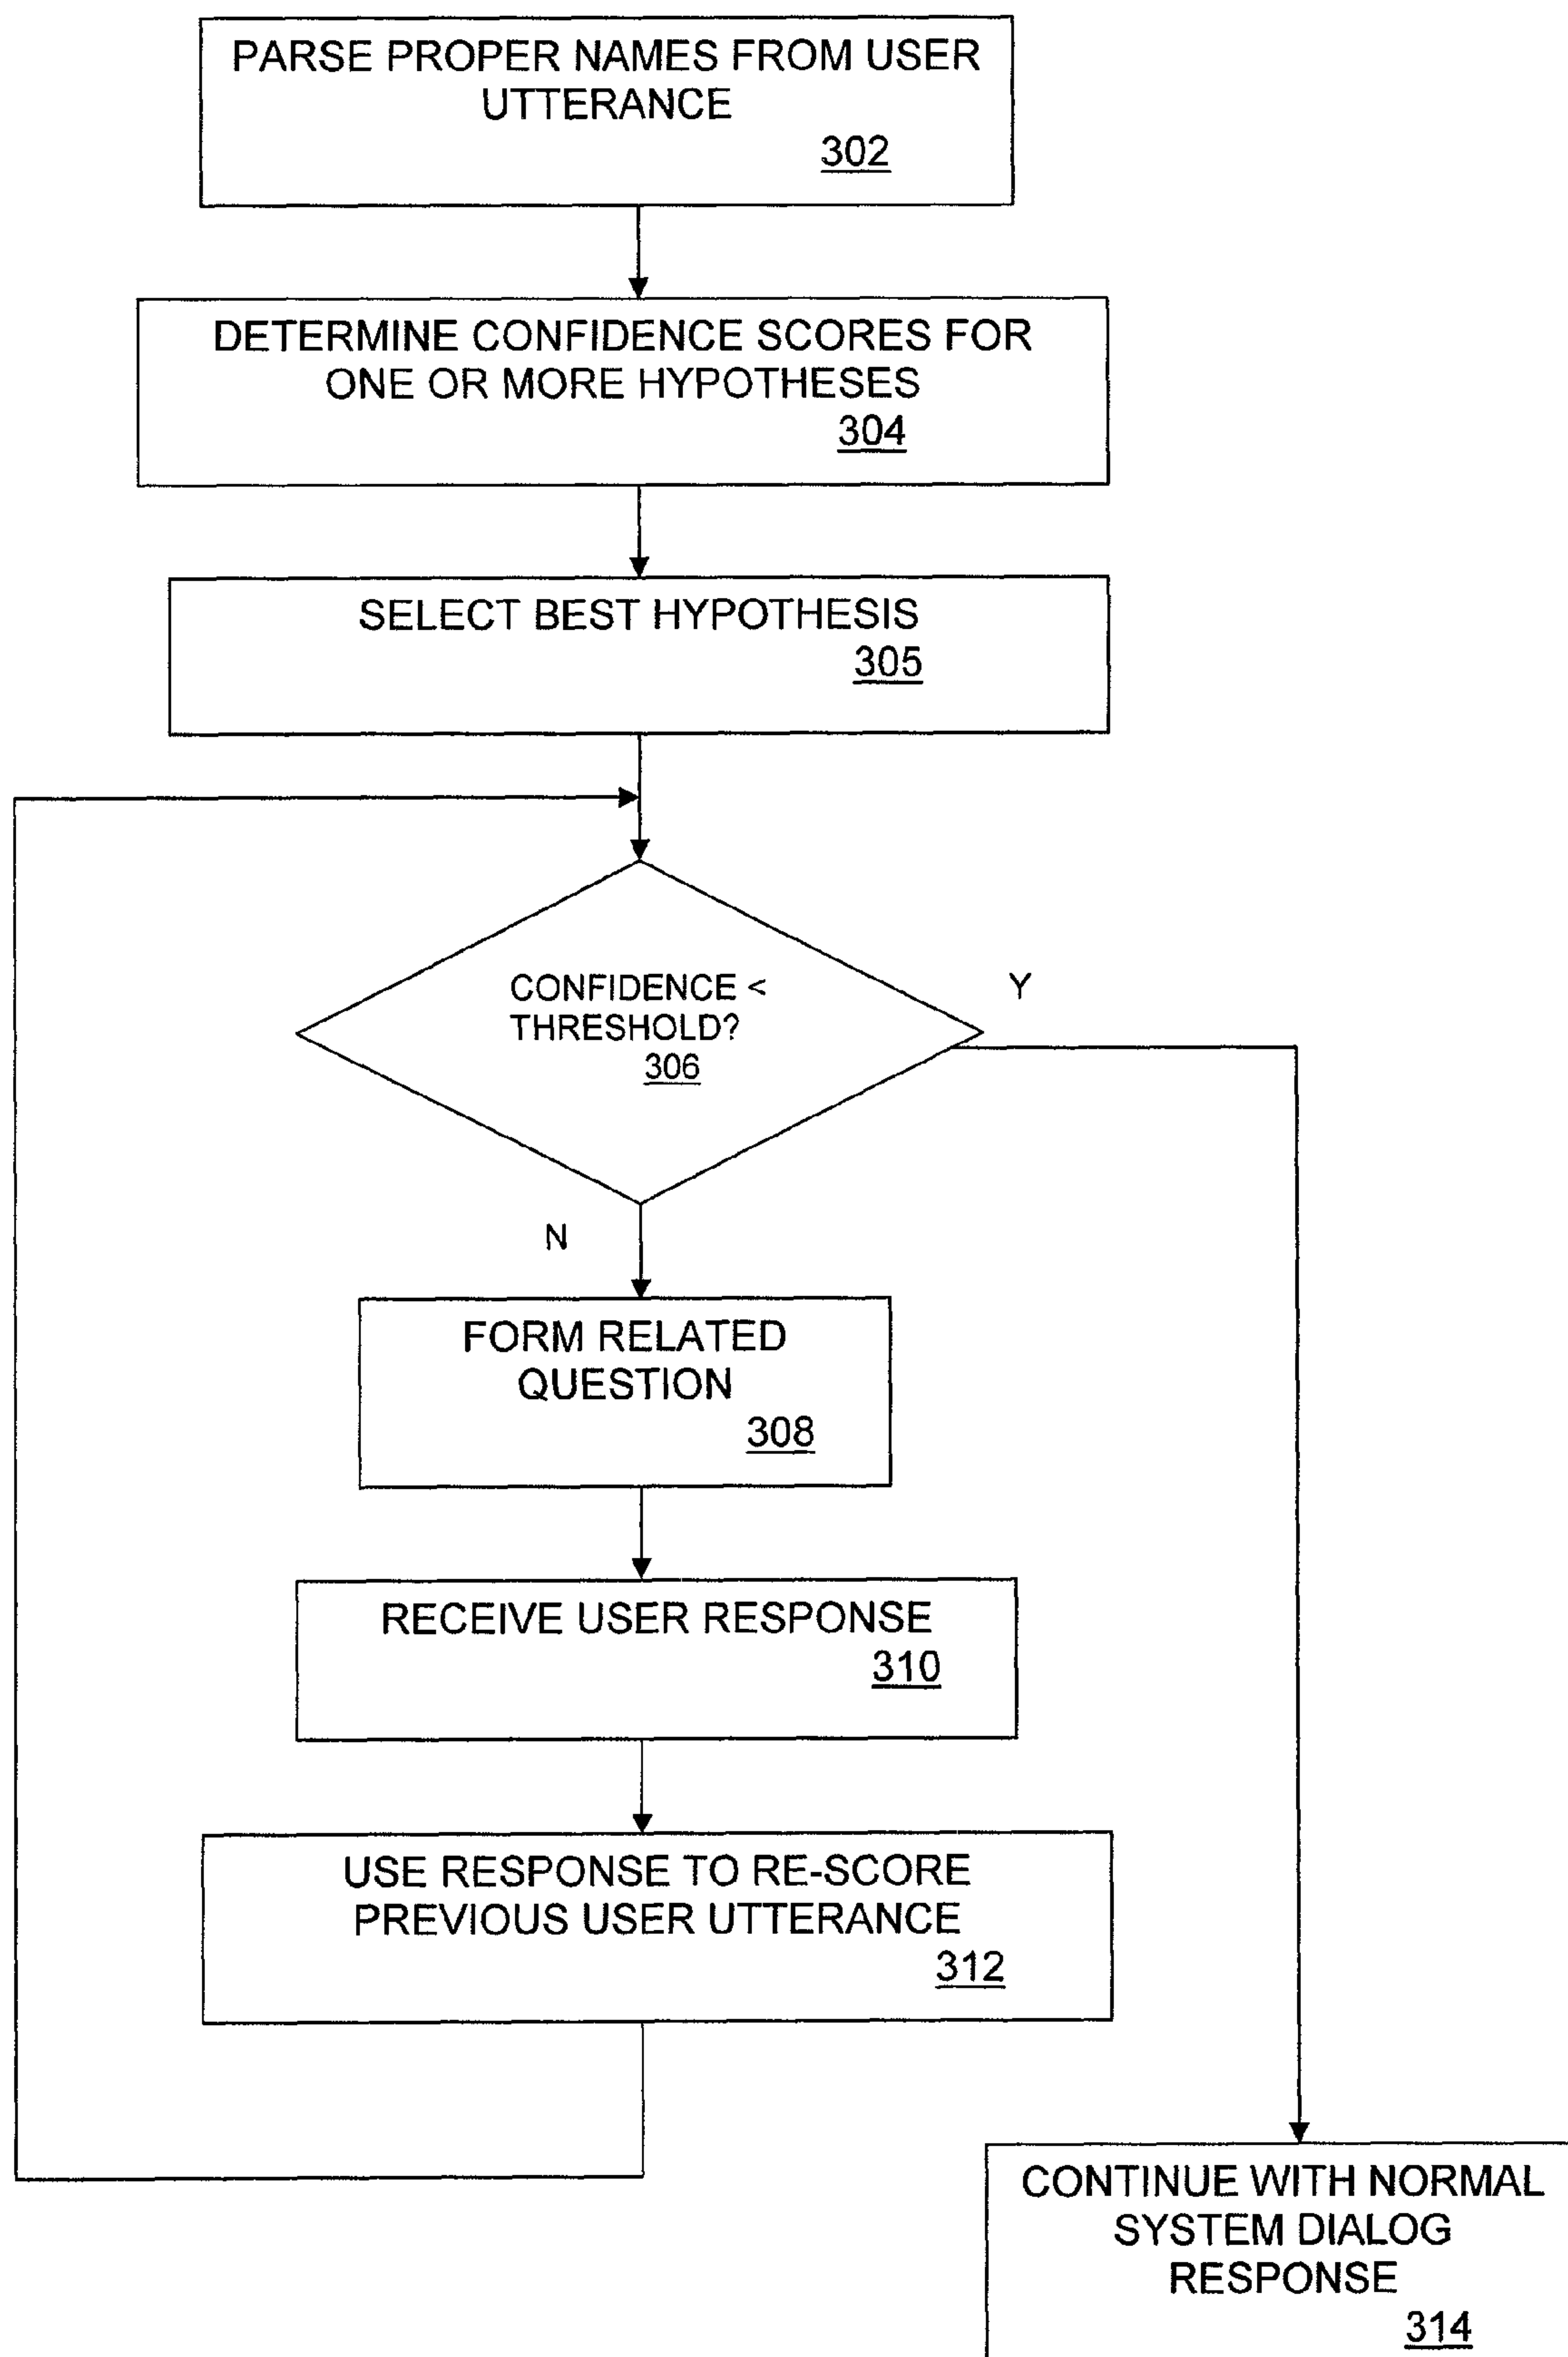 PARSE PROPER NAMES FROM USER
UTTERANCE
302
DETERMINE CONFIDENCE SCORES FOR
ONE OR MORE HYPOTHESES
304
SELECT BEST HYPOTHESIS
305
CONFIDENCE <
THRESHOLD?
306
Y
N
FORM RELATED
QUESTION
308
RECEIVE USER RESPONSE
310
USE RESPONSE TO RE-SCORE
PREVIOUS USER UTTERANCE
312
CONTINUE WITH NORMAL
SYSTEM DIALOG
RESPONSE
314